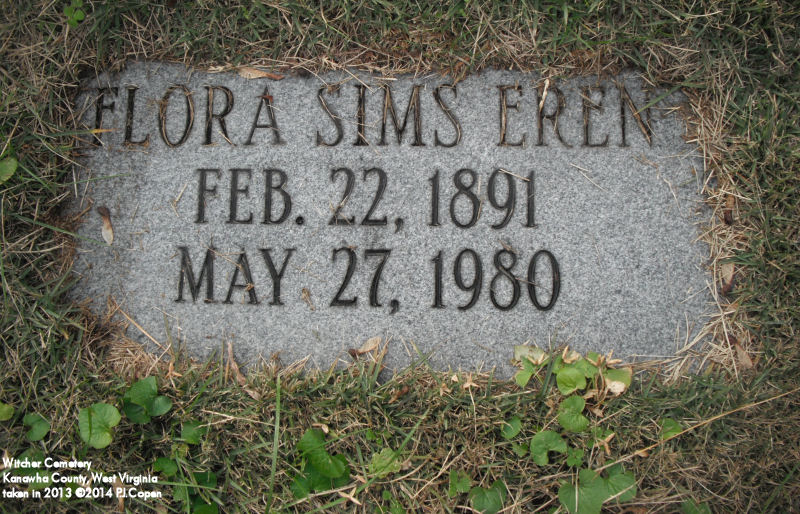 FLORA SIMS EREN
FEB. 22, 1891
MAY 27, 1980
Witcher Cemetery
Kanawha County, West Virginia
taken in 2013 ©2014 P.J.Copen